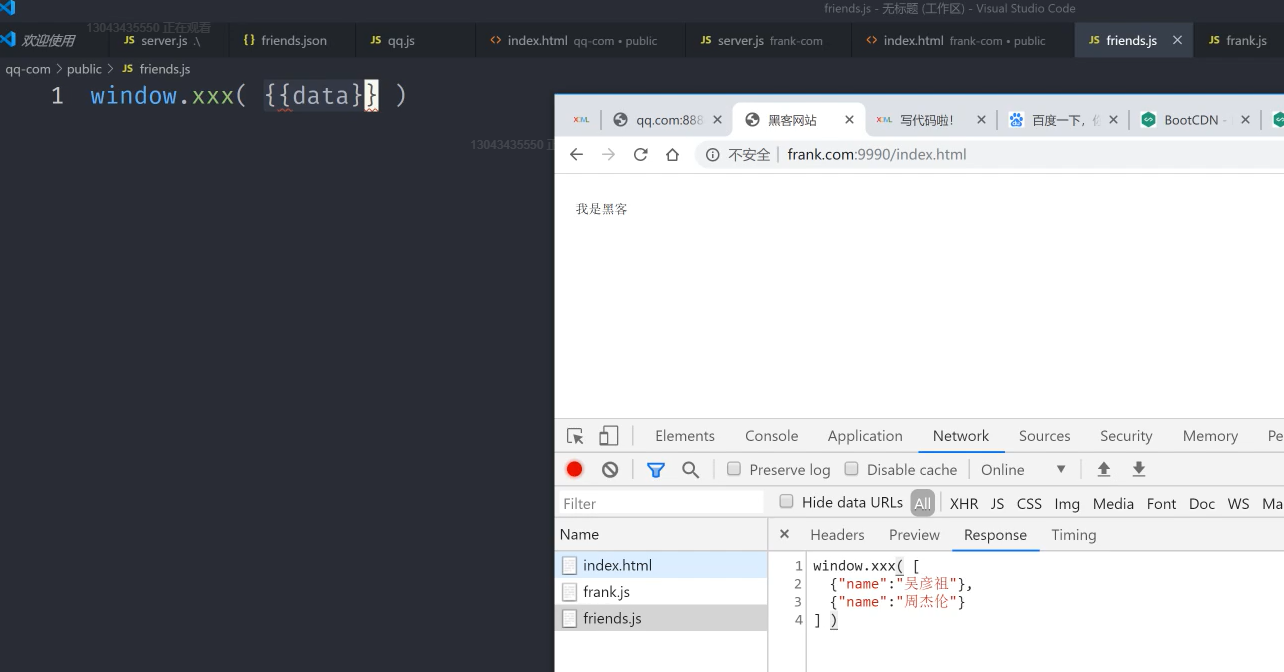 friends.js - 无标题 (工作区) - Visual Studio Code
13043435550 正在观看
欢迎使用 JS server.js .\ {} friends.json JS qq.js <> index.html qq-com • public JS server.js frank-com <> index.html frank-com • public JS friends.js × JS frank.js
qq-com > public > JS friends.js
1 window.xxx( {{data}} )
13043435550 正
XML qq.com:888 × 黑客网站 × XML 写代码啦! × 百度一下, × BootCDN - ×
不安全 | frank.com:9990/index.html
我是黑客
Elements Console Application Network Sources Security Memory Pe
Preserve log Disable cache Online ▼
Filter Hide data URLs All XHR JS CSS Img Media Font Doc WS Ma
Name × Headers Preview Response Timing
index.html
frank.js
friends.js
1 window.xxx( [
2 {"name":"吴彦祖"},
3 {"name":"周杰伦"}
4 ] )